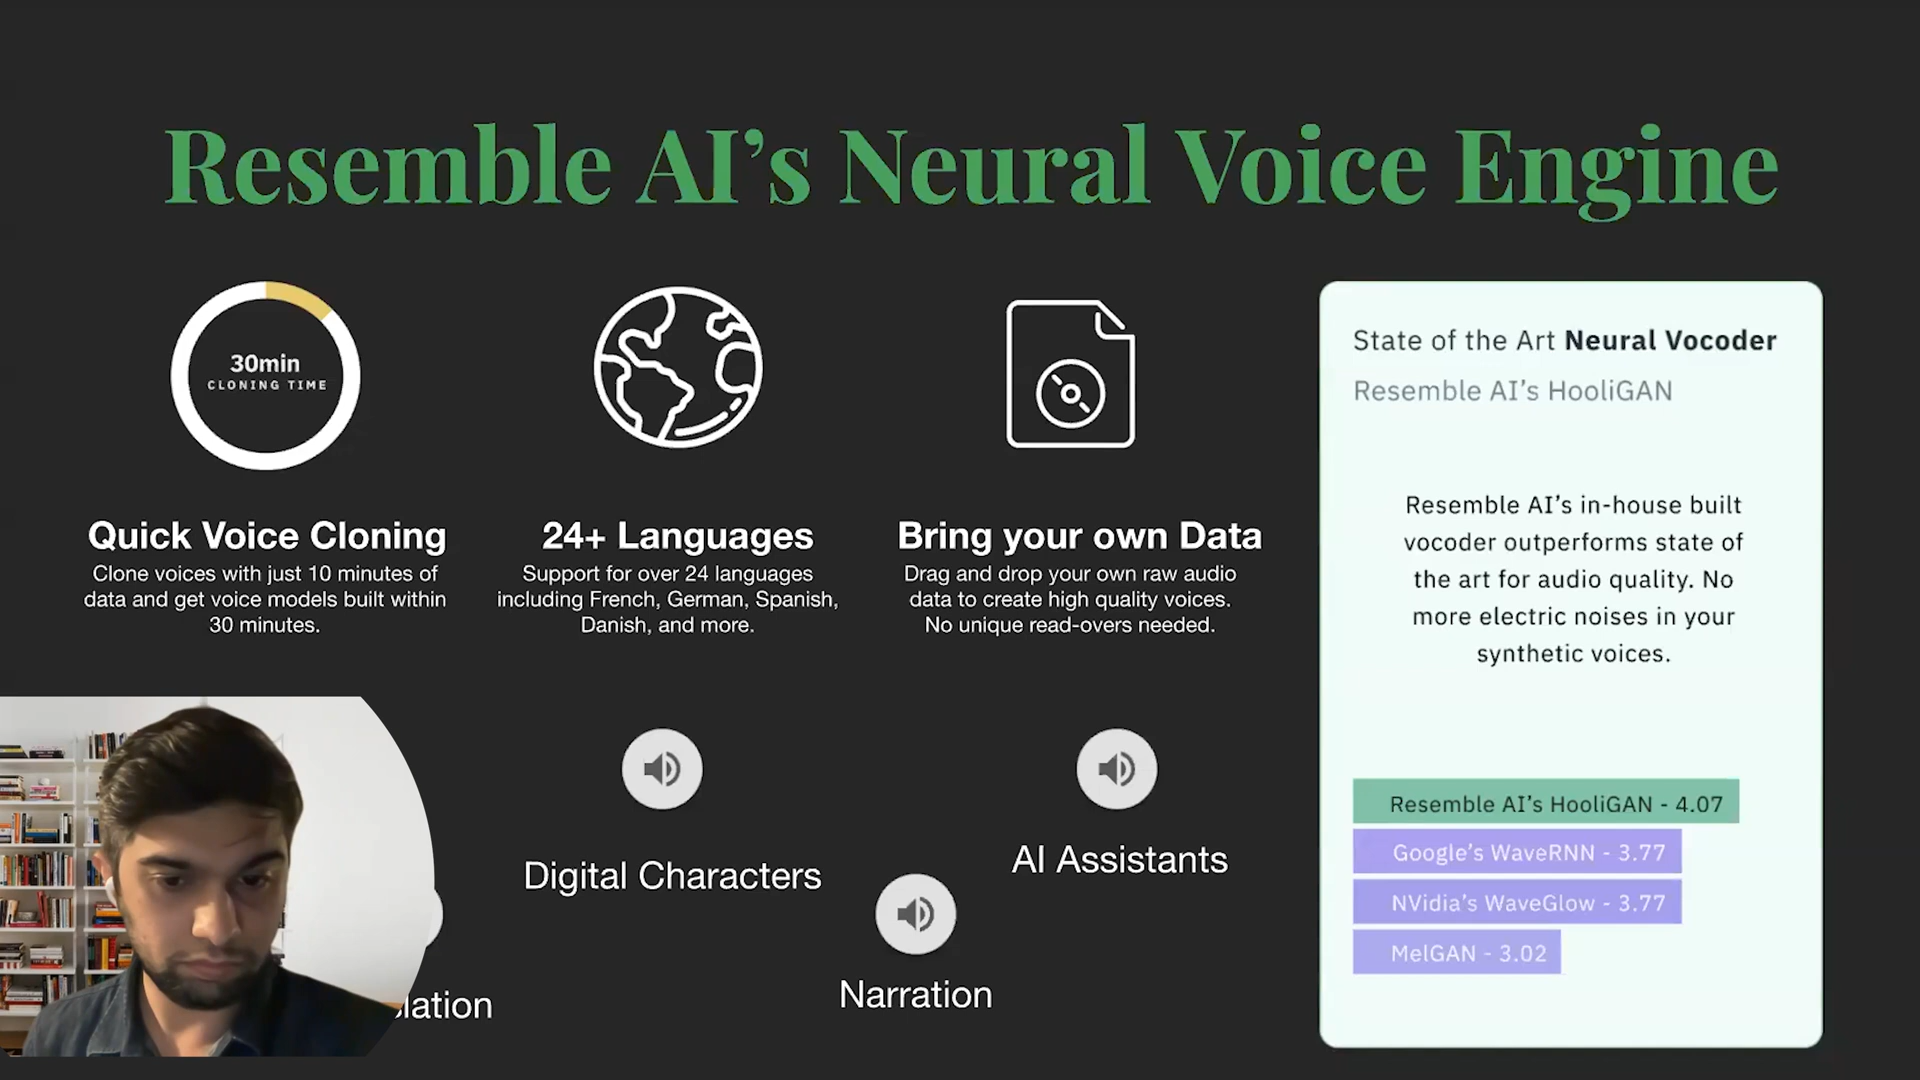 Resemble AI’s Neural Voice Engine
30min
CLONING TIME
Quick Voice Cloning
Clone voices with just 10 minutes of
data and get voice models built within
30 minutes.
24+ Languages
Support for over 24 languages
including French, German, Spanish,
Danish, and more.
Bring your own Data
Drag and drop your own raw audio
data to create high quality voices.
No unique read-overs needed.
State of the Art Neural Vocoder
Resemble AI’s HooliGAN
Resemble AI’s in-house built
vocoder outperforms state of
the art for audio quality. No
more electric noises in your
synthetic voices.
Resemble AI’s HooliGAN - 4.07
Google’s WaveRNN - 3.77
NVidia’s WaveGlow - 3.77
MelGAN - 3.02
Digital Characters
AI Assistants
Narration